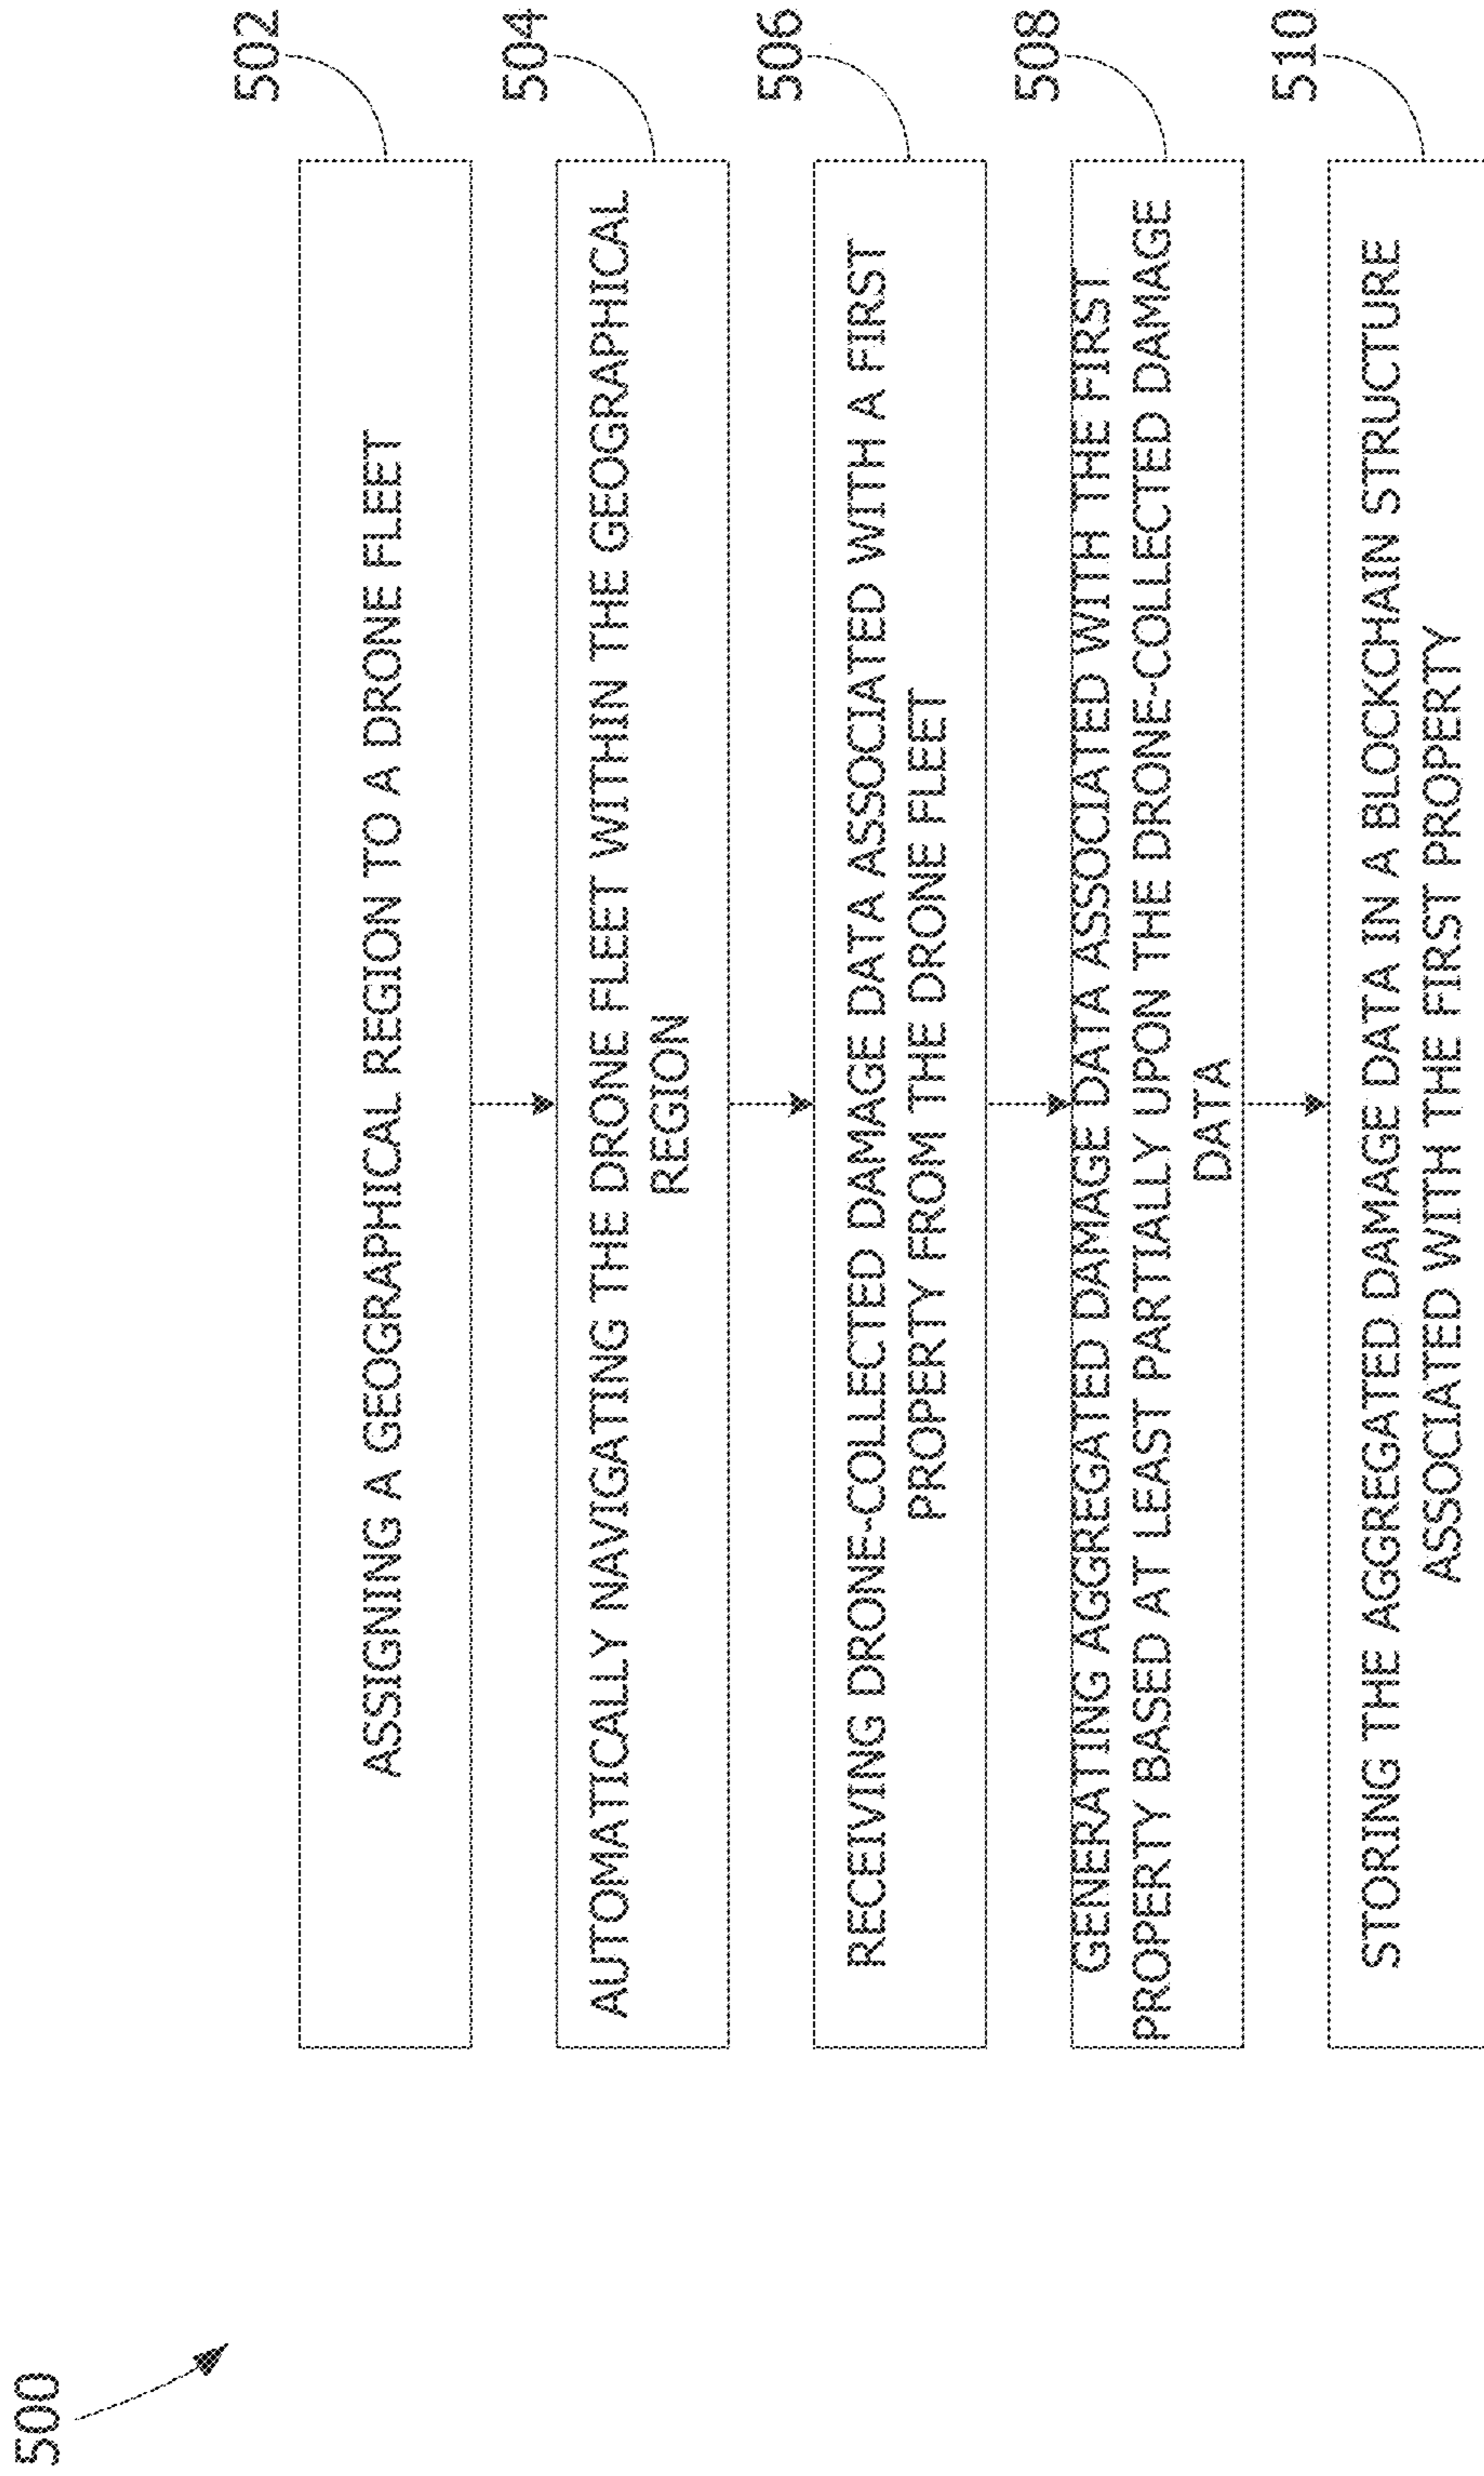 500
502
ASSIGNING A GEOGRAPHICAL REGION TO A DRONE FLEET
504
AUTOMATICALLY NAVIGATING THE DRONE FLEET WITHIN THE GEOGRAPHICAL
REGION
506
RECEIVING DRONE-COLLECTED DAMAGE DATA ASSOCIATED WITH A FIRST
PROPERTY FROM THE DRONE FLEET
508
GENERATING AGGREGATED DAMAGE DATA ASSOCIATED WITH THE FIRST
PROPERTY BASED AT LEAST PARTIALLY UPON THE DRONE-COLLECTED DAMAGE
DATA
510
STORING THE AGGREGATED DAMAGE DATA IN A BLOCKCHAIN STRUCTURE
ASSOCIATED WITH THE FIRST PROPERTY